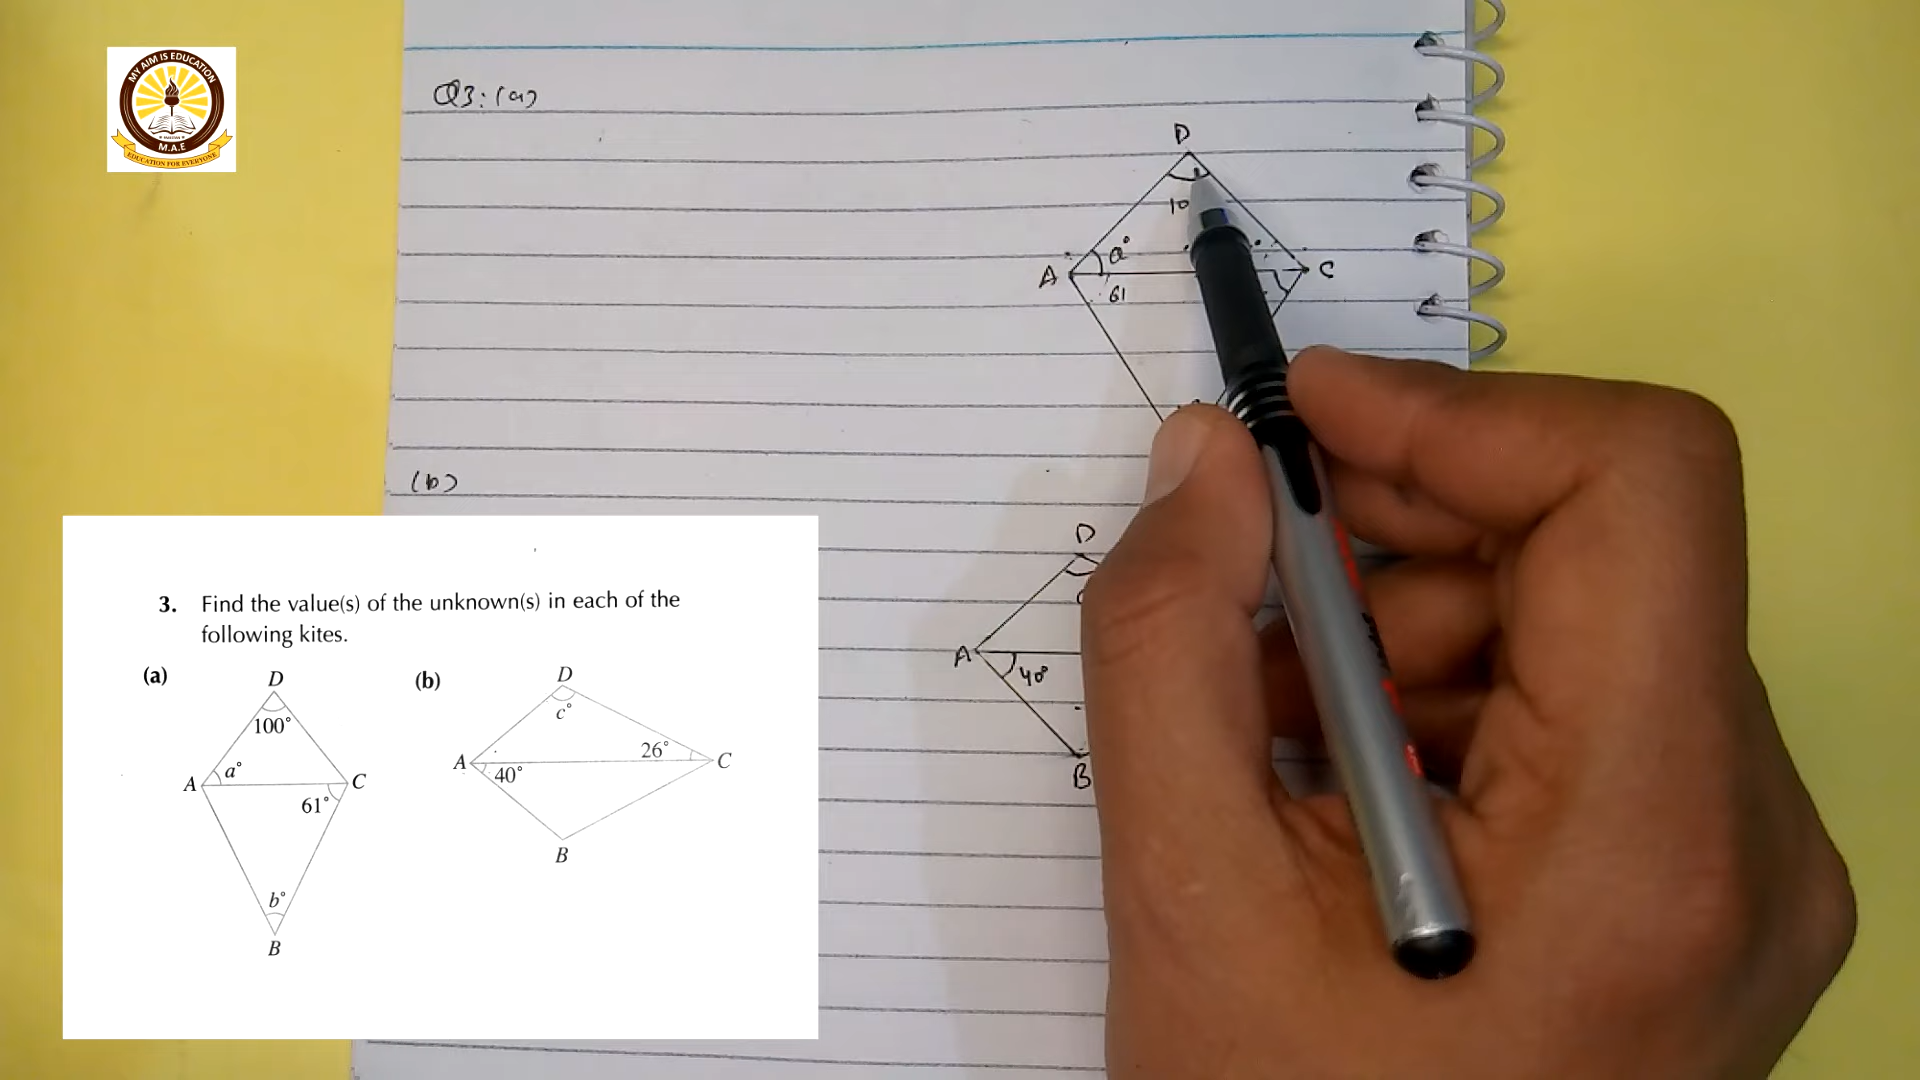 MY AIM IS EDUCATION
M.A.E
EDUCATION FOR EVERYONE
Q3: (a)
D
10
A
a°
C
61
(b)
D
A
40°
B
3. Find the value(s) of the unknown(s) in each of the
following kites.
(a)
D
100°
A
a°
C
61°
b°
B
(b)
D
c°
A
26°
C
40°
B